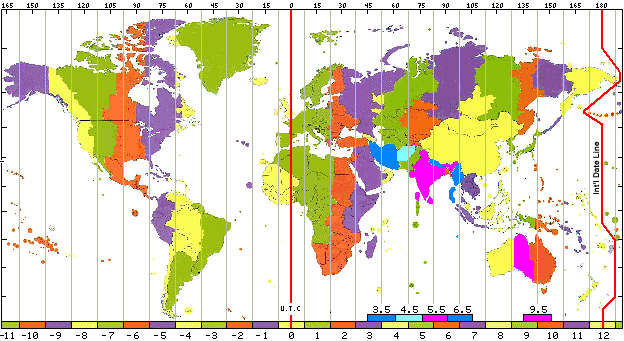 165 150 135 120 105 90 75 60 45 30 15 0 15 30 45 60 75 90 105 120 135 150 165 180
Int'l Date Line
U.T.C
3.5 4.5 5.5 6.5 9.5
-11 -10 -9 -8 -7 -6 -5 -4 -3 -2 -1 0 1 2 3 4 5 6 7 8 9 10 11 12